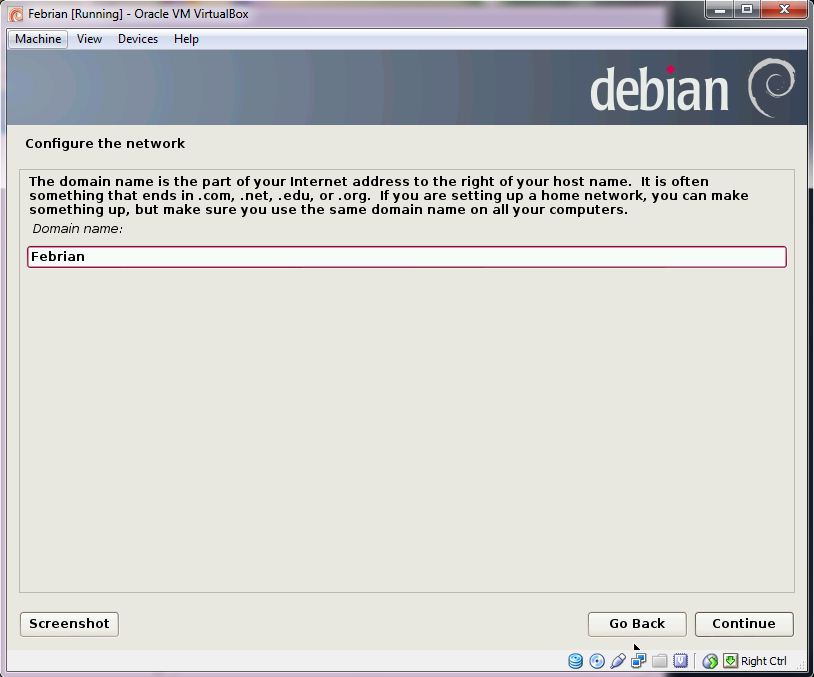 Febrian [Running] - Oracle VM VirtualBox
Machine View Devices Help
debian
Configure the network
The domain name is the part of your Internet address to the right of your host name.  It is often
something that ends in .com, .net, .edu, or .org.  If you are setting up a home network, you can make
something up, but make sure you use the same domain name on all your computers.
Domain name:
Febrian
Screenshot Go Back Continue
Right Ctrl